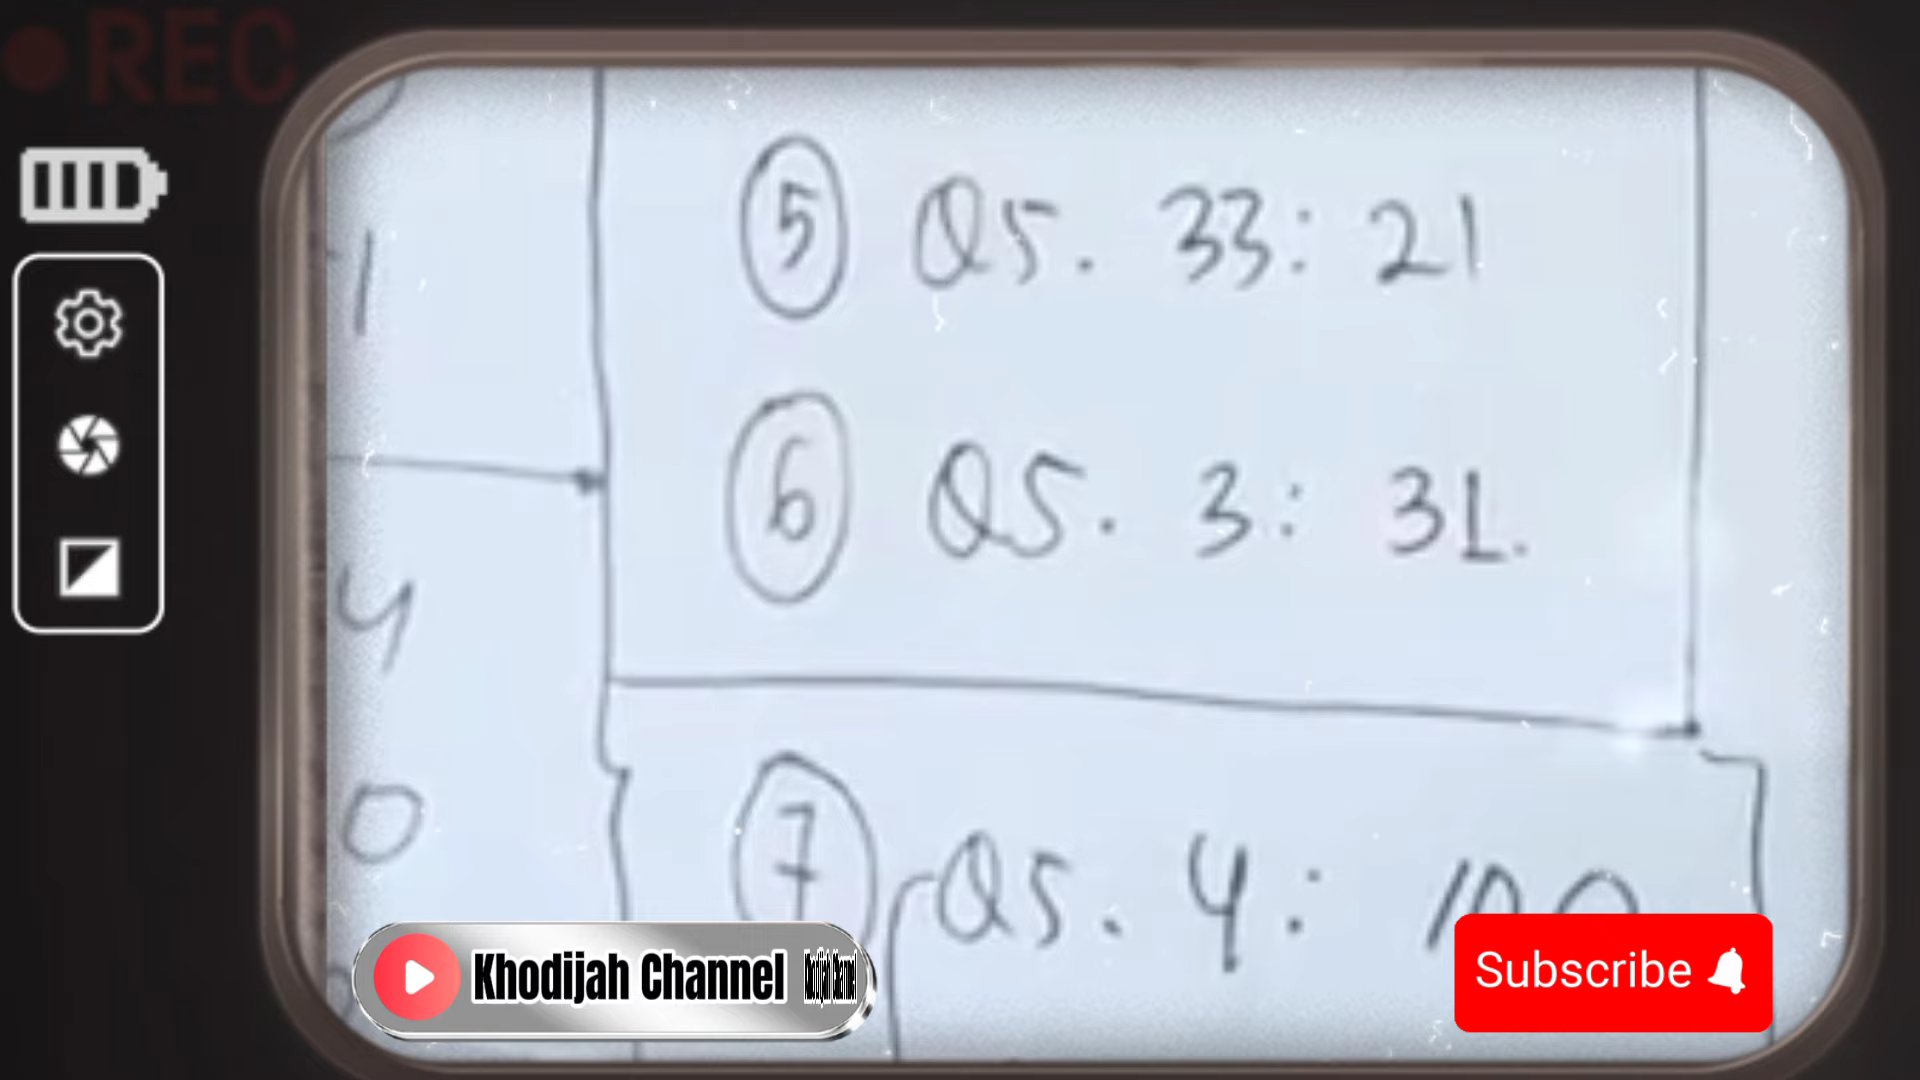 REC
5 QS. 33: 21
1
6 QS. 3: 31.
4
0
7 QS. 4:
Khodijah Channel
Subscribe